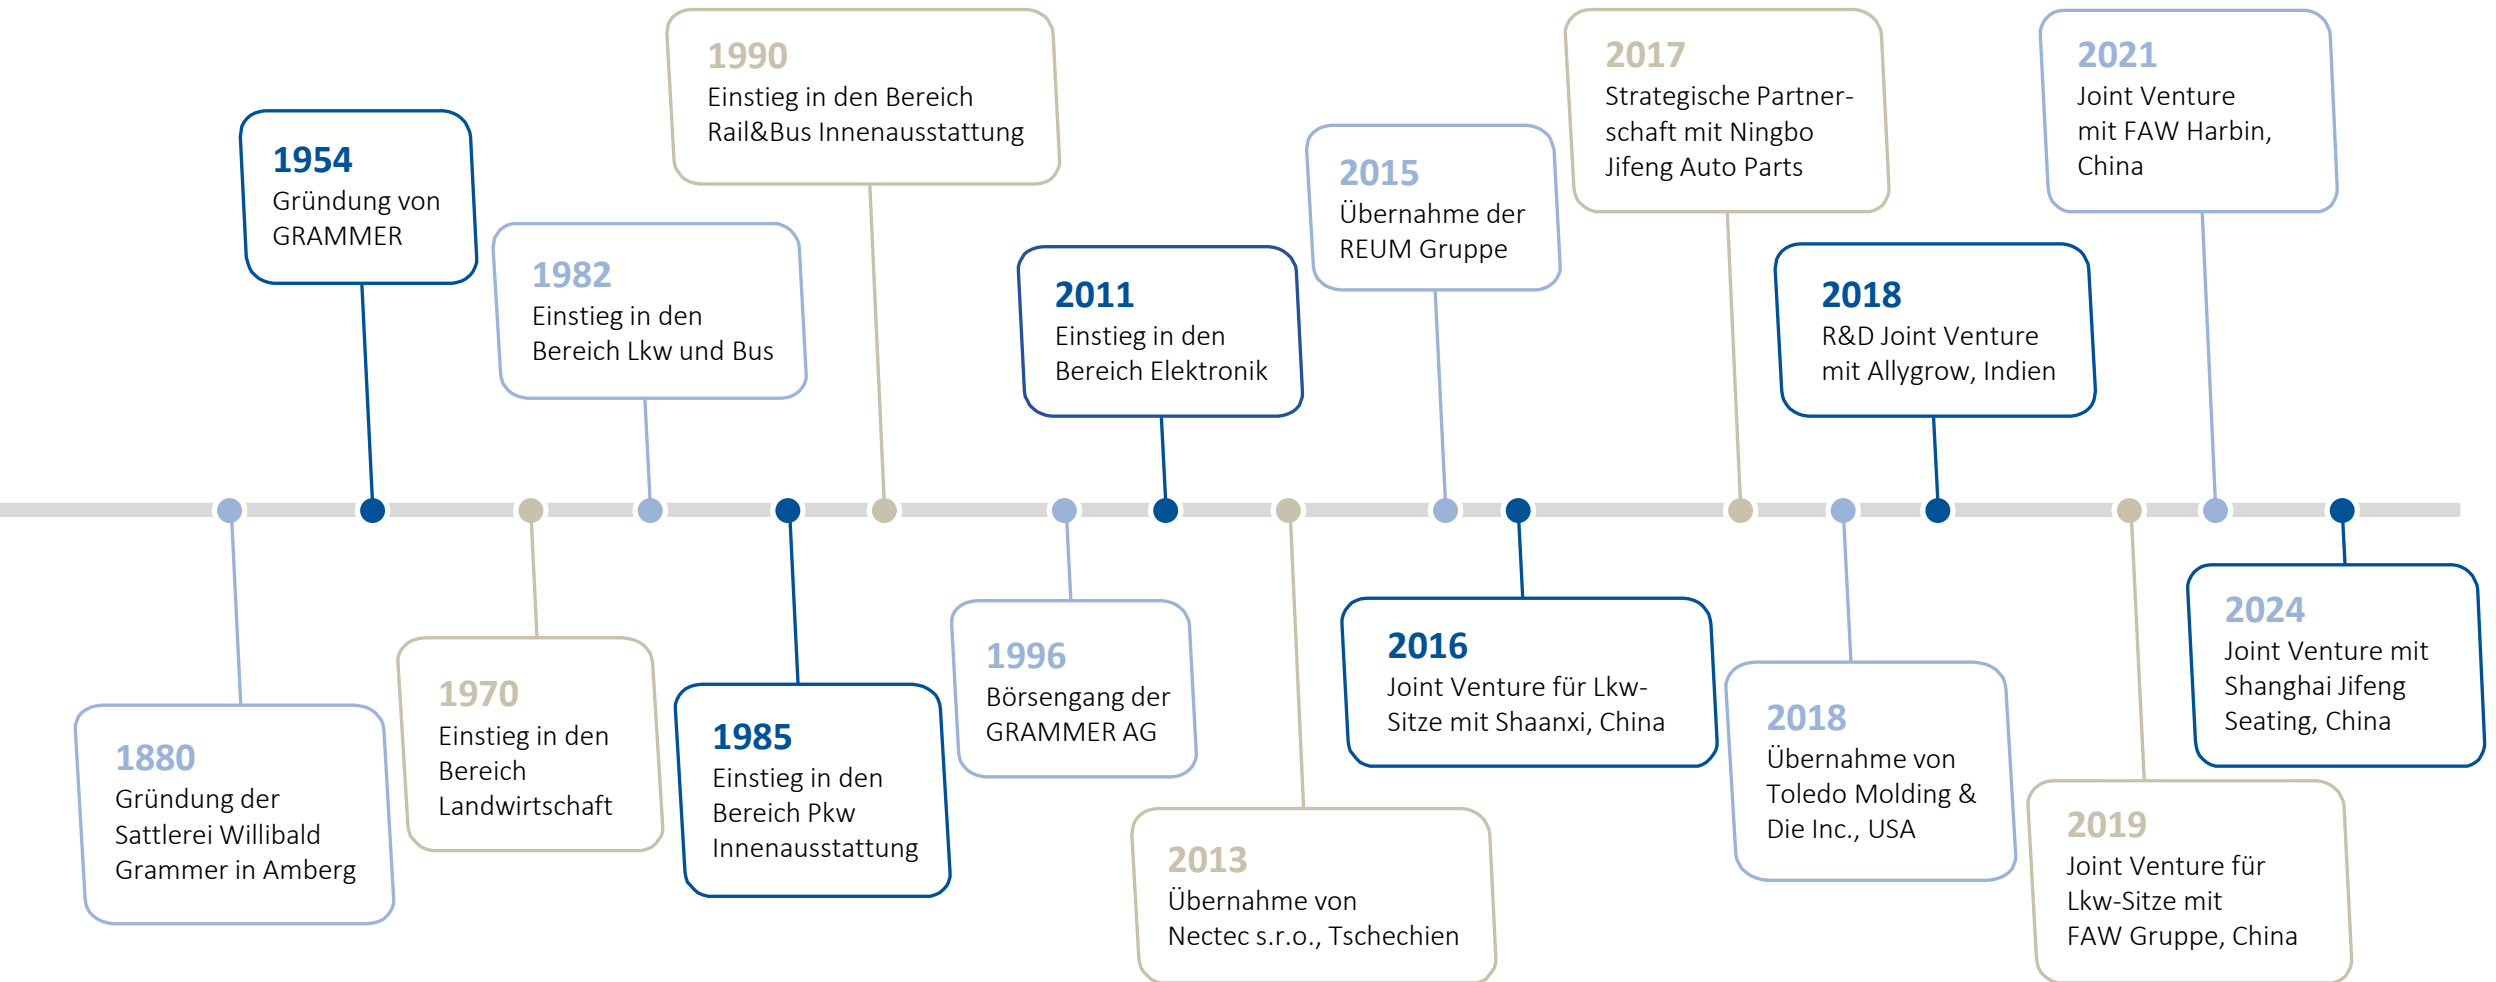 1880
Gründung der
Sattlerei Willibald
Grammer in Amberg
1954
Gründung von
GRAMMER
1970
Einstieg in den
Bereich
Landwirtschaft
1982
Einstieg in den
Bereich Lkw und Bus
1985
Einstieg in den
Bereich Pkw
Innenausstattung
1990
Einstieg in den Bereich
Rail&Bus Innenausstattung
1996
Börsengang der
GRAMMER AG
2011
Einstieg in den
Bereich Elektronik
2013
Übernahme von
Nectec s.r.o., Tschechien
2015
Übernahme der
REUM Gruppe
2016
Joint Venture für Lkw-
Sitze mit Shaanxi, China
2017
Strategische Partner-
schaft mit Ningbo
Jifeng Auto Parts
2018
Übernahme von
Toledo Molding &
Die Inc., USA
2018
R&D Joint Venture
mit Allygrow, Indien
2019
Joint Venture für
Lkw-Sitze mit
FAW Gruppe, China
2021
Joint Venture
mit FAW Harbin,
China
2024
Joint Venture mit
Shanghai Jifeng
Seating, China